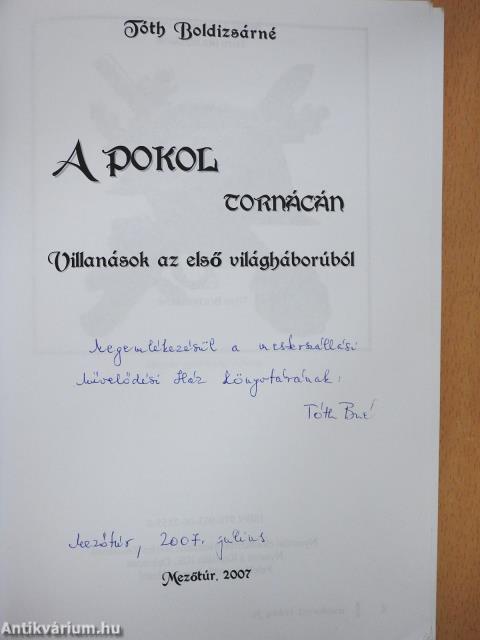 Tóth Boldizsárné
A POKOL
TORNÁCÁN
Villanások az első világháborúból
Megemlékezésül a mesterszállási
Művelődési Ház könyvtárának:
Tóth Bné
Mezőtúr, 2007. július
Mezőtúr, 2007
Antikvárium.hu